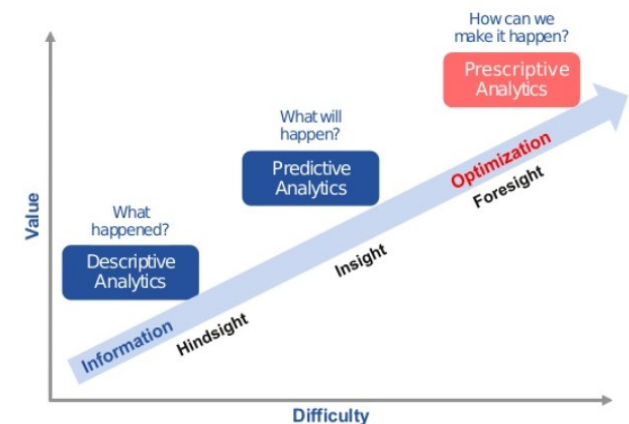 How can we
make it happen?
Prescriptive
Analytics
What will
happen?
Predictive
Analytics
Optimization
Foresight
What
happened?
Descriptive
Analytics
Insight
Information
Hindsight
Value
Difficulty